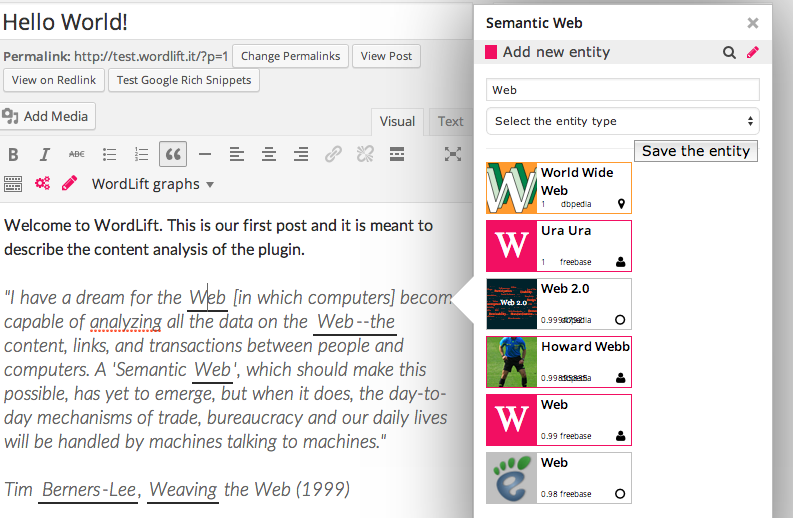 Hello World!
Permalink: http://test.wordlift.it/?p=1 Change Permalinks View Post
View on Redlink Test Google Rich Snippets
Add Media
Visual Text
B I ABC
WordLift graphs
Welcome to WordLift. This is our first post and it is meant to
describe the content analysis of the plugin.
"I have a dream for the Web [in which computers] becom
capable of analyzing all the data on the Web--the
content, links, and transactions between people and
computers. A 'Semantic Web', which should make this
possible, has yet to emerge, but when it does, the day-to-
day mechanisms of trade, bureaucracy and our daily lives
will be handled by machines talking to machines."
Tim Berners-Lee, Weaving the Web (1999)
Semantic Web
Add new entity
Web
Select the entity type
Save the entity
World Wide
Web
1 dbpedia
W
Ura Ura
1 freebase
Web 2.0
Web 2.0
Howard Webb
W
Web
0.99 freebase
Web
0.98 freebase